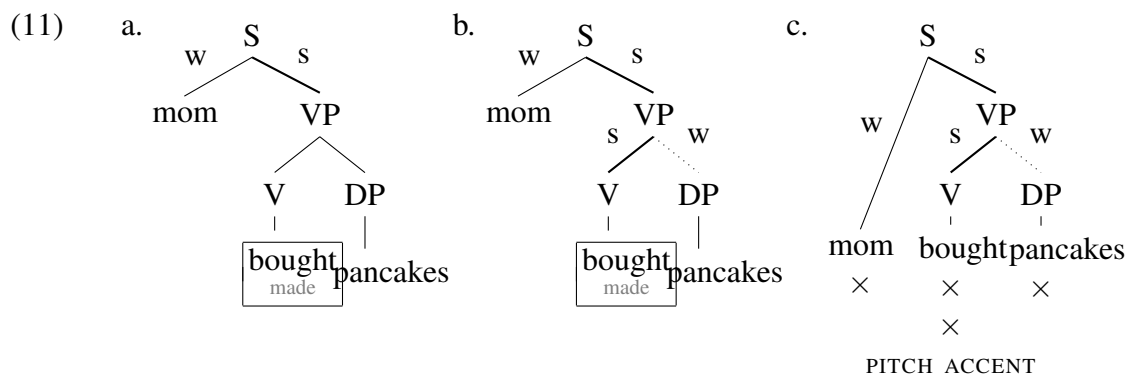 (11) a. b. c.
S S S
w s w s s
mom VP mom VP w VP
s w s w
V DP V DP V DP
bought pancakes bought pancakes mom bought pancakes
made made × × ×
×
PITCH ACCENT